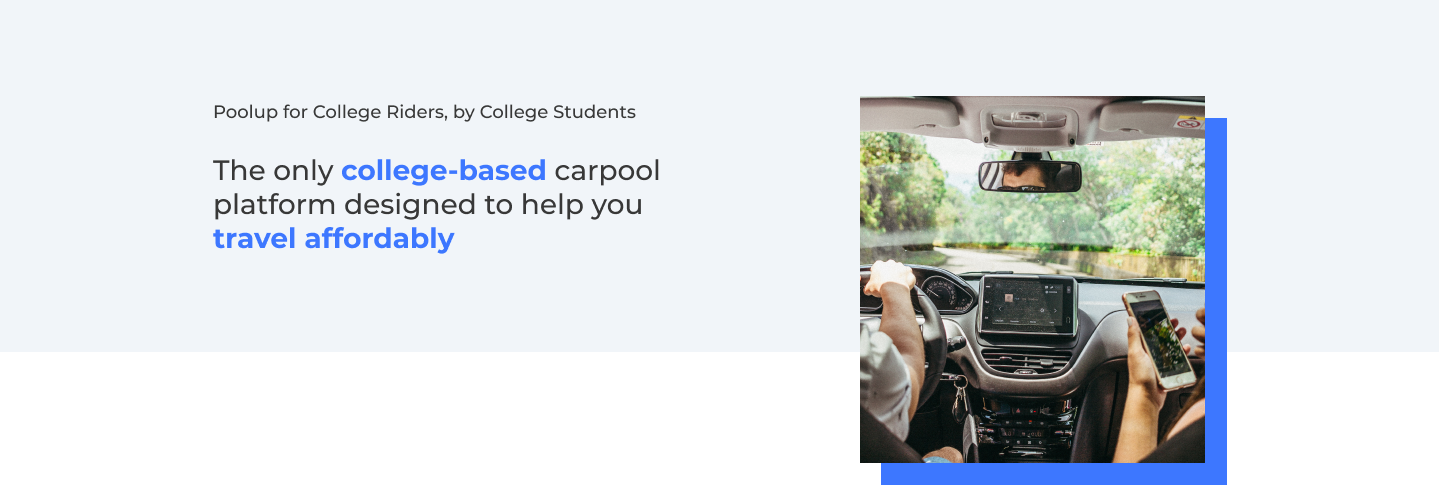 Poolup for College Riders, by College Students
The only college-based carpool
platform designed to help you
travel affordably